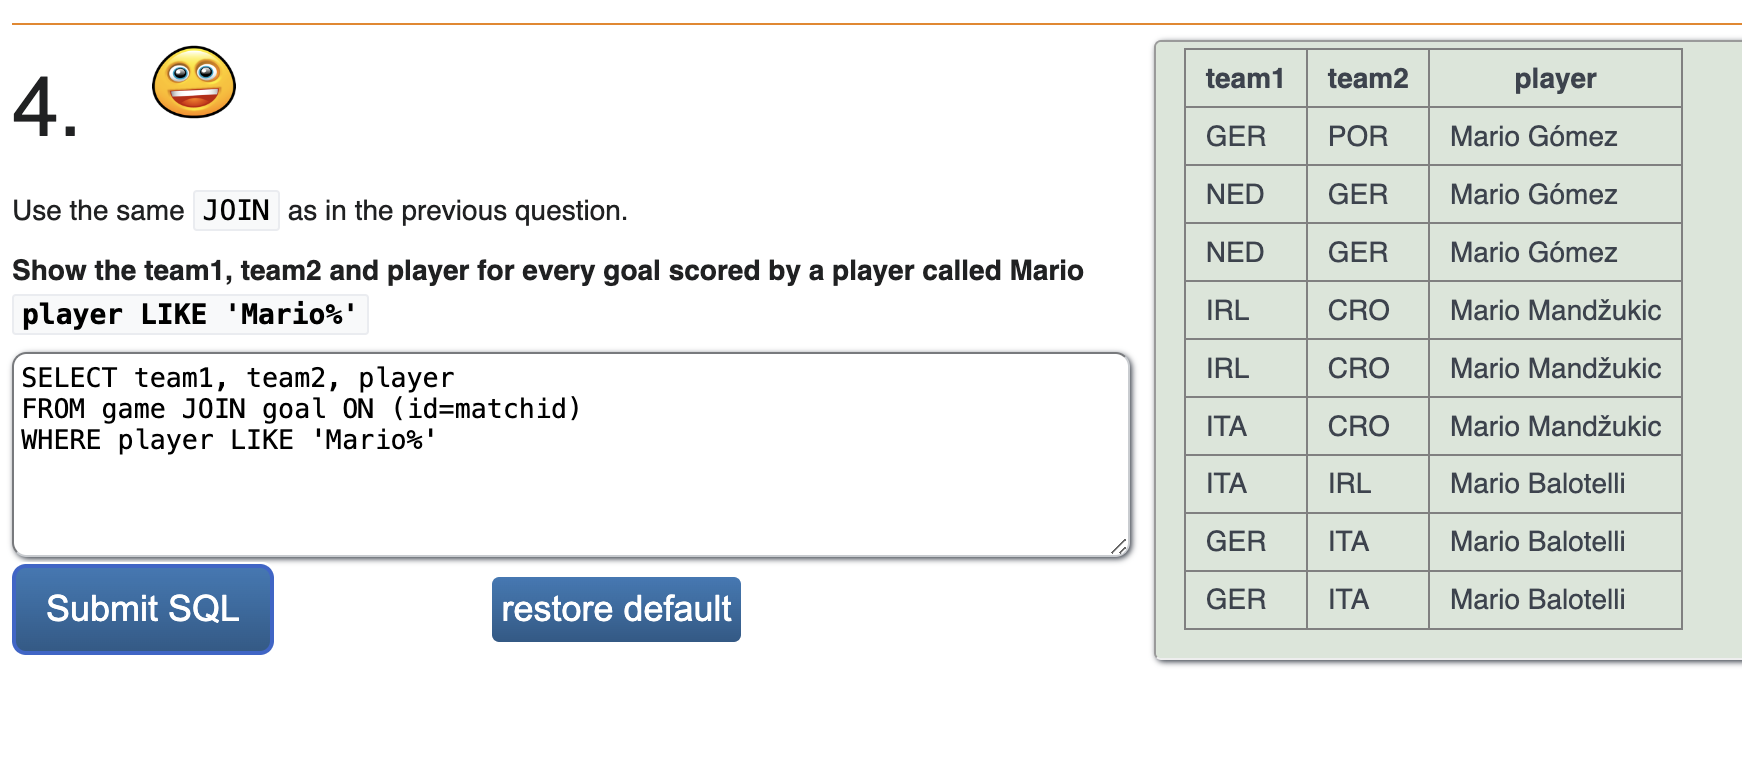 4.
Use the same JOIN as in the previous question.
Show the team1, team2 and player for every goal scored by a player called Mario
player LIKE 'Mario%'
SELECT team1, team2, player
FROM game JOIN goal ON (id=matchid)
WHERE player LIKE 'Mario%'
Submit SQL restore default
team1 team2 player
GER POR Mario Gómez
NED GER Mario Gómez
NED GER Mario Gómez
IRL CRO Mario Mandžukic
IRL CRO Mario Mandžukic
ITA CRO Mario Mandžukic
ITA IRL Mario Balotelli
GER ITA Mario Balotelli
GER ITA Mario Balotelli